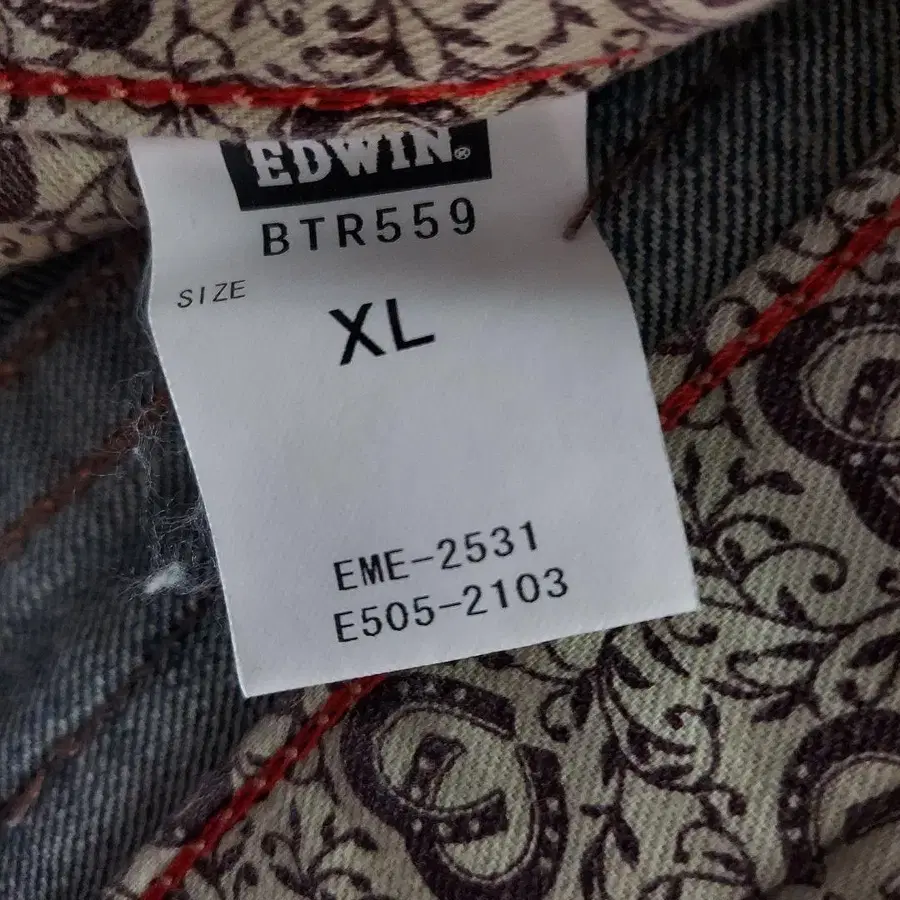 EDWIN®
BTR559
SIZE
XL
EME-2531
E505-2103